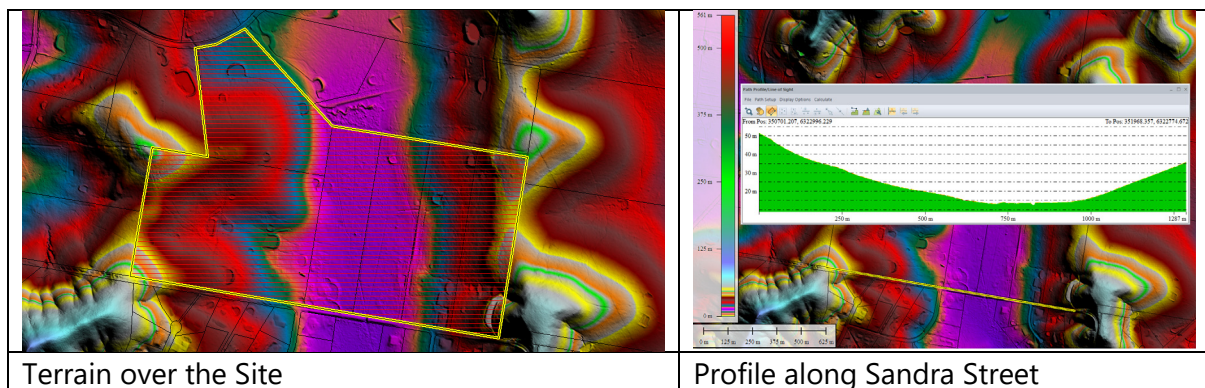 561 m
500 m
375 m
250 m
125 m
0 m
Path Profile/Line of Sight
File Path Setup Display Options Calculate
From Pos: 350701.207, 6322996.229 To Pos: 351968.357, 6322774.672
50 m
40 m
30 m
20 m
250 m 500 m 750 m 1000 m 1287 m
0 m 125 m 250 m 375 m 500 m 625 m
Terrain over the Site
Profile along Sandra Street